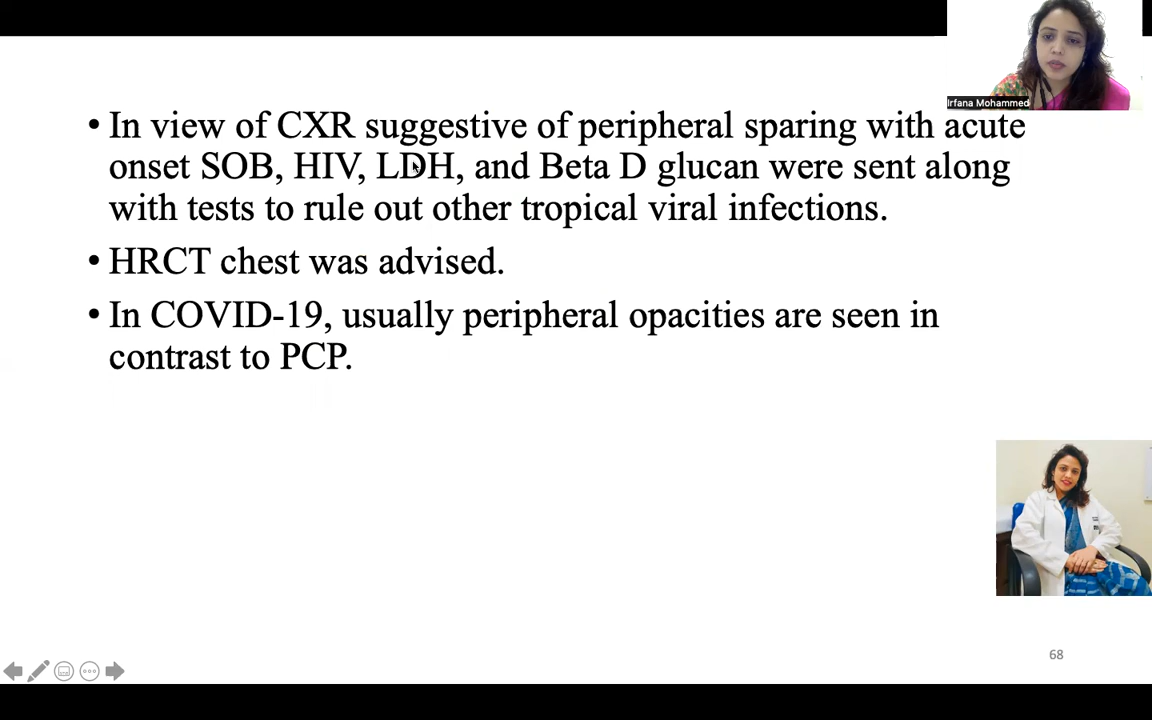 Irfana Mohammed
• In view of CXR suggestive of peripheral sparing with acute
onset SOB, HIV, LDH, and Beta D glucan were sent along
with tests to rule out other tropical viral infections.
• HRCT chest was advised.
• In COVID-19, usually peripheral opacities are seen in
contrast to PCP.
68